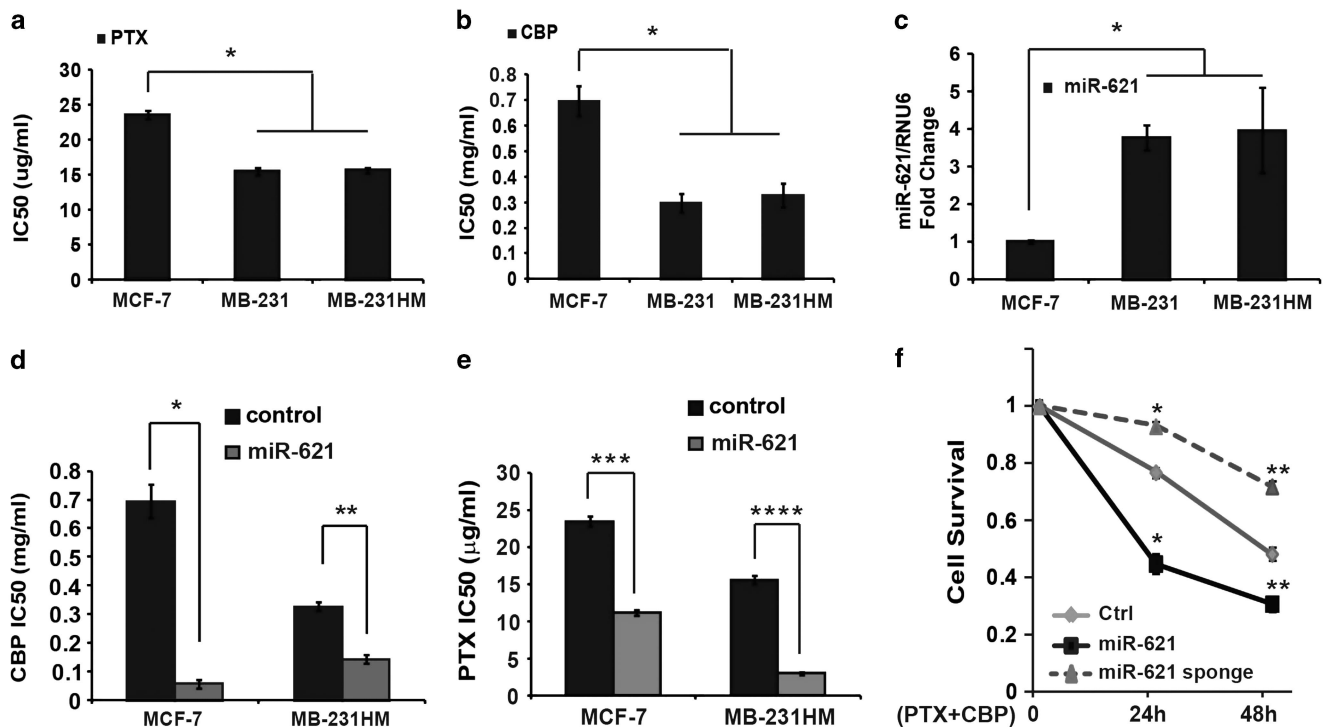 a
PTX
*
IC50 (ug/ml)
30
25
20
15
10
5
0
MCF-7 MB-231 MB-231HM
b
CBP
*
IC50 (mg/ml)
0.8
0.7
0.6
0.5
0.4
0.3
0.2
0.1
0
MCF-7 MB-231 MB-231HM
c
*
miR-621
miR-621/RNU6
Fold Change
6
5
4
3
2
1
0
MCF-7 MB-231 MB-231HM
d
control
miR-621
*
**
CBP IC50 (mg/ml)
0.8
0.7
0.6
0.5
0.4
0.3
0.2
0.1
0
MCF-7 MB-231HM
e
control
miR-621
***
****
PTX IC50 (μg/ml)
30
25
20
15
10
5
0
MCF-7 MB-231HM
f
Cell Survival
1
0.8
0.6
0.4
0.2
0
*
**
*
**
Ctrl
miR-621
miR-621 sponge
(PTX+CBP) 0 24h 48h